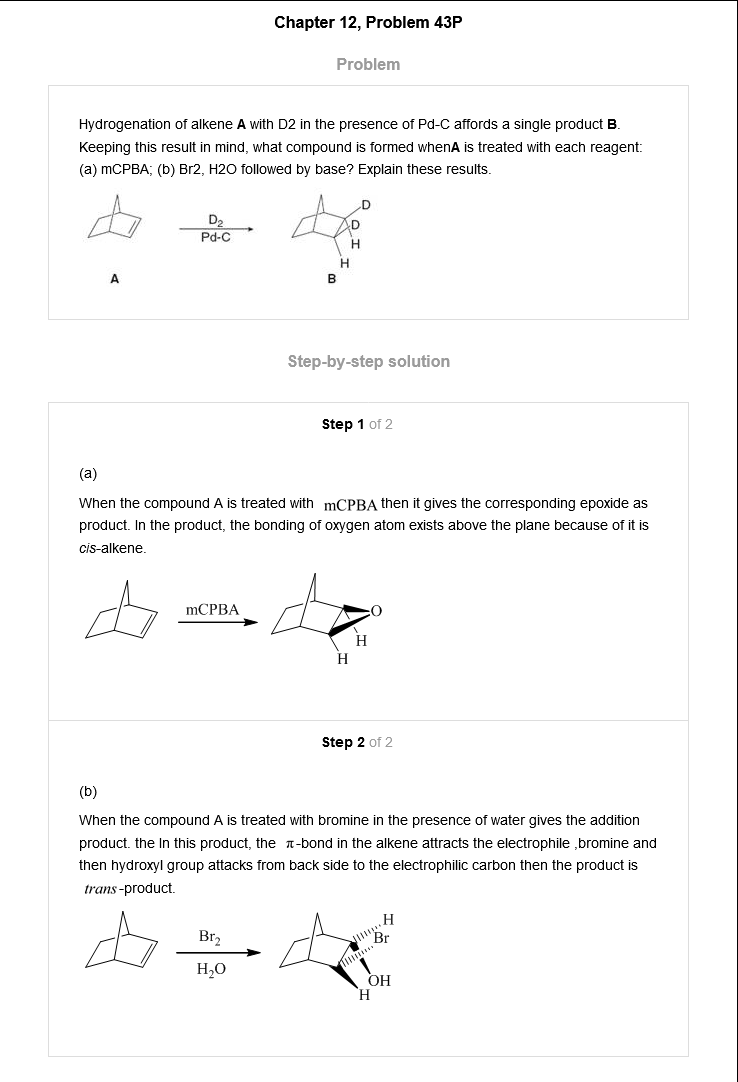 Chapter 12, Problem 43P
Problem
Hydrogenation of alkene A with D2 in the presence of Pd-C affords a single product B.
Keeping this result in mind, what compound is formed whenA is treated with each reagent:
(a) mCPBA; (b) Br2, H2O followed by base? Explain these results.
D2
Pd-C
D
D
H
H
A
B
Step-by-step solution
Step 1 of 2
(a)
When the compound A is treated with mCPBA then it gives the corresponding epoxide as
product. In the product, the bonding of oxygen atom exists above the plane because of it is
cis-alkene.
mCPBA
O
H
H
Step 2 of 2
(b)
When the compound A is treated with bromine in the presence of water gives the addition
product. the In this product, the π-bond in the alkene attracts the electrophile ,bromine and
then hydroxyl group attacks from back side to the electrophilic carbon then the product is
trans-product.
Br2
H2O
H
Br
OH
H